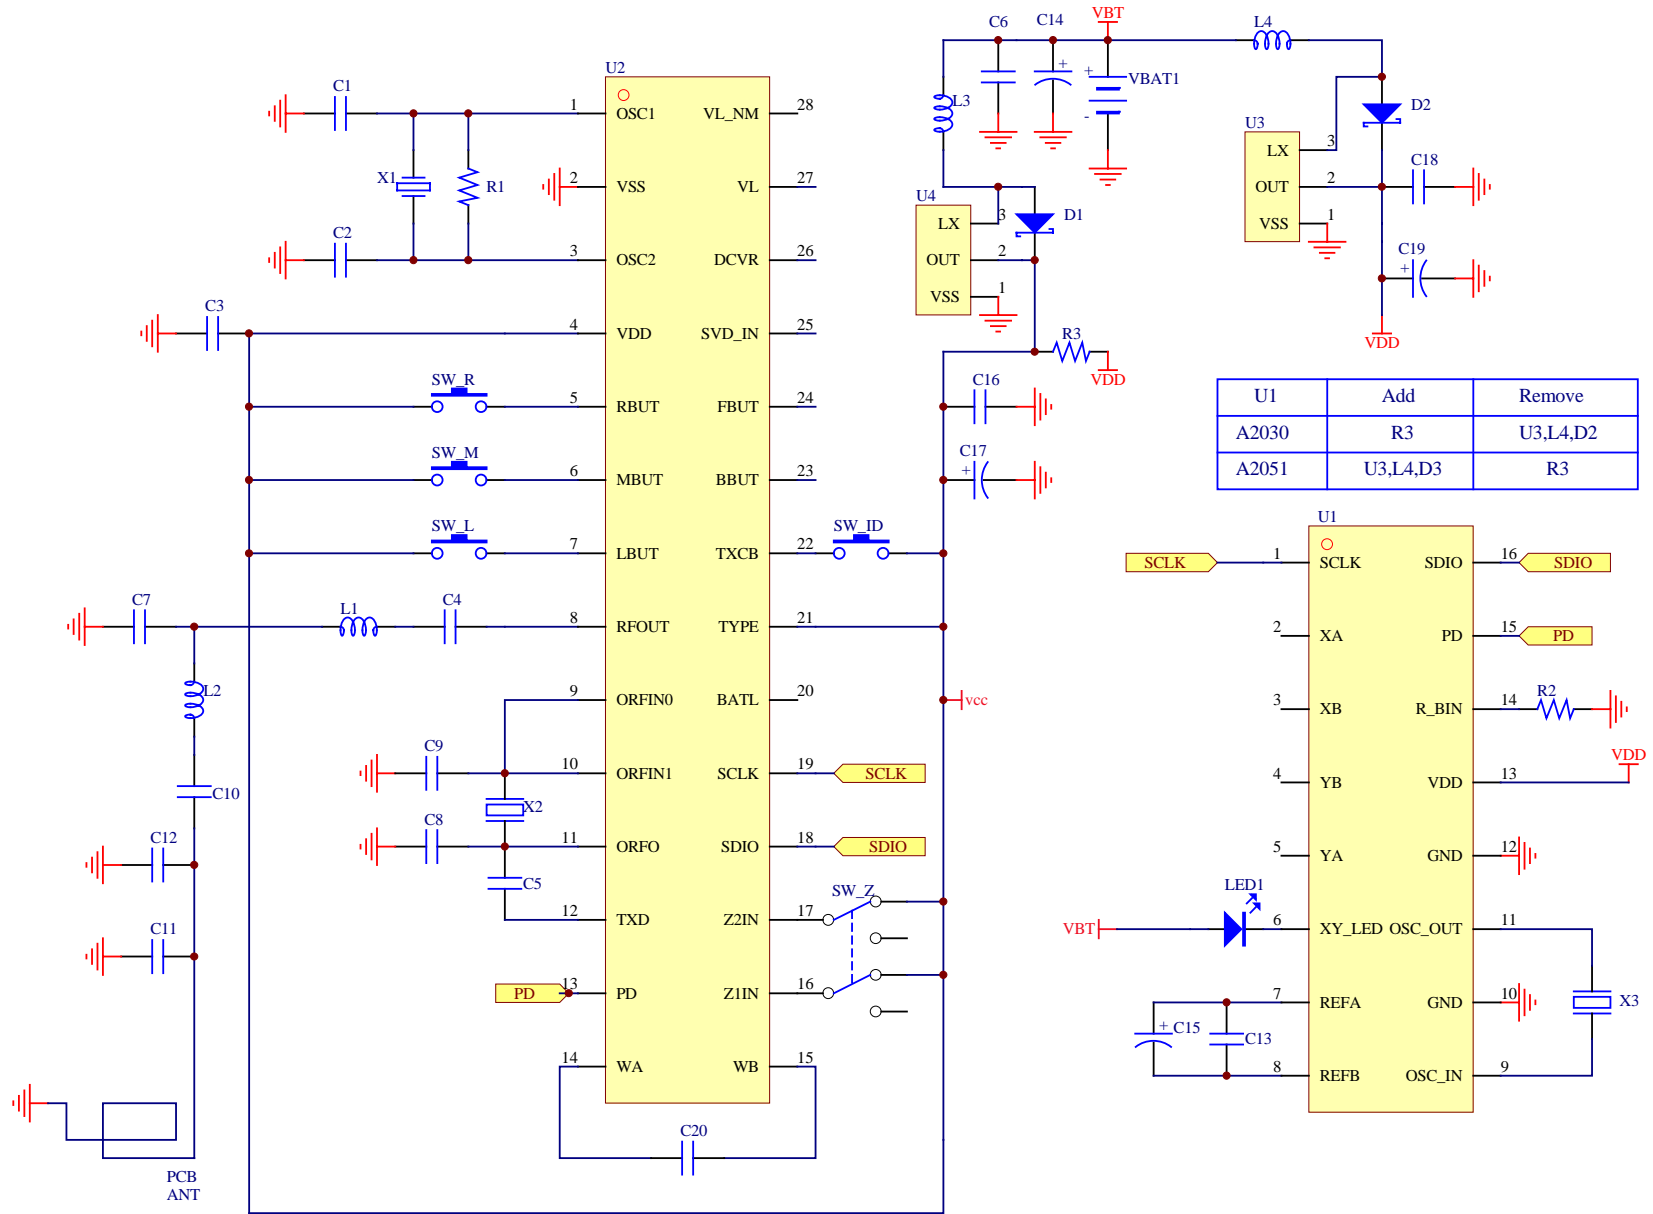 C6
C14
VBT
L4
+
+
VBAT1
-
L3
U2
C1
1
OSC1
VL_NM
28
X1
R1
2
VSS
VL
27
C2
3
OSC2
DCVR
26
C3
4
VDD
SVD_IN
25
SW_R
5
RBUT
FBUT
24
SW_M
6
MBUT
BBUT
23
SW_L
7
LBUT
TXCB
22
SW_ID
C7
L1
C4
8
RFOUT
TYPE
21
L2
9
ORFIN0
BATL
20
vcc
C9
10
ORFIN1
SCLK
19
SCLK
X2
C10
C8
11
ORFO
SDIO
18
SDIO
C12
C5
SW_Z
12
TXD
Z2IN
17
C11
PD
13
PD
Z1IN
16
14
WA
WB
15
C20
PCB
ANT
U4
LX
3
D1
OUT
2
VSS
1
R3
VDD
C16
C17
+
D2
U3
LX
3
OUT
2
C18
VSS
1
C19
+
VDD
U1 Add Remove
A2030 R3 U3,L4,D2
A2051 U3,L4,D3 R3
U1
SCLK
1
SCLK
SDIO
16
SDIO
2
XA
PD
15
PD
3
XB
R_BIN
14
R2
VDD
4
YB
VDD
13
5
YA
GND
12
LED1
VBT
6
XY_LED
OSC_OUT
11
7
REFA
GND
10
X3
+
C15
C13
8
REFB
OSC_IN
9